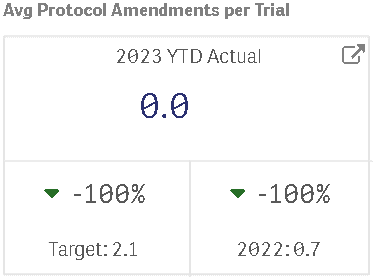 Avg Protocol Amendments per Trial
2023 YTD Actual
0.0
-100%
Target: 2.1
-100%
2022:0.7